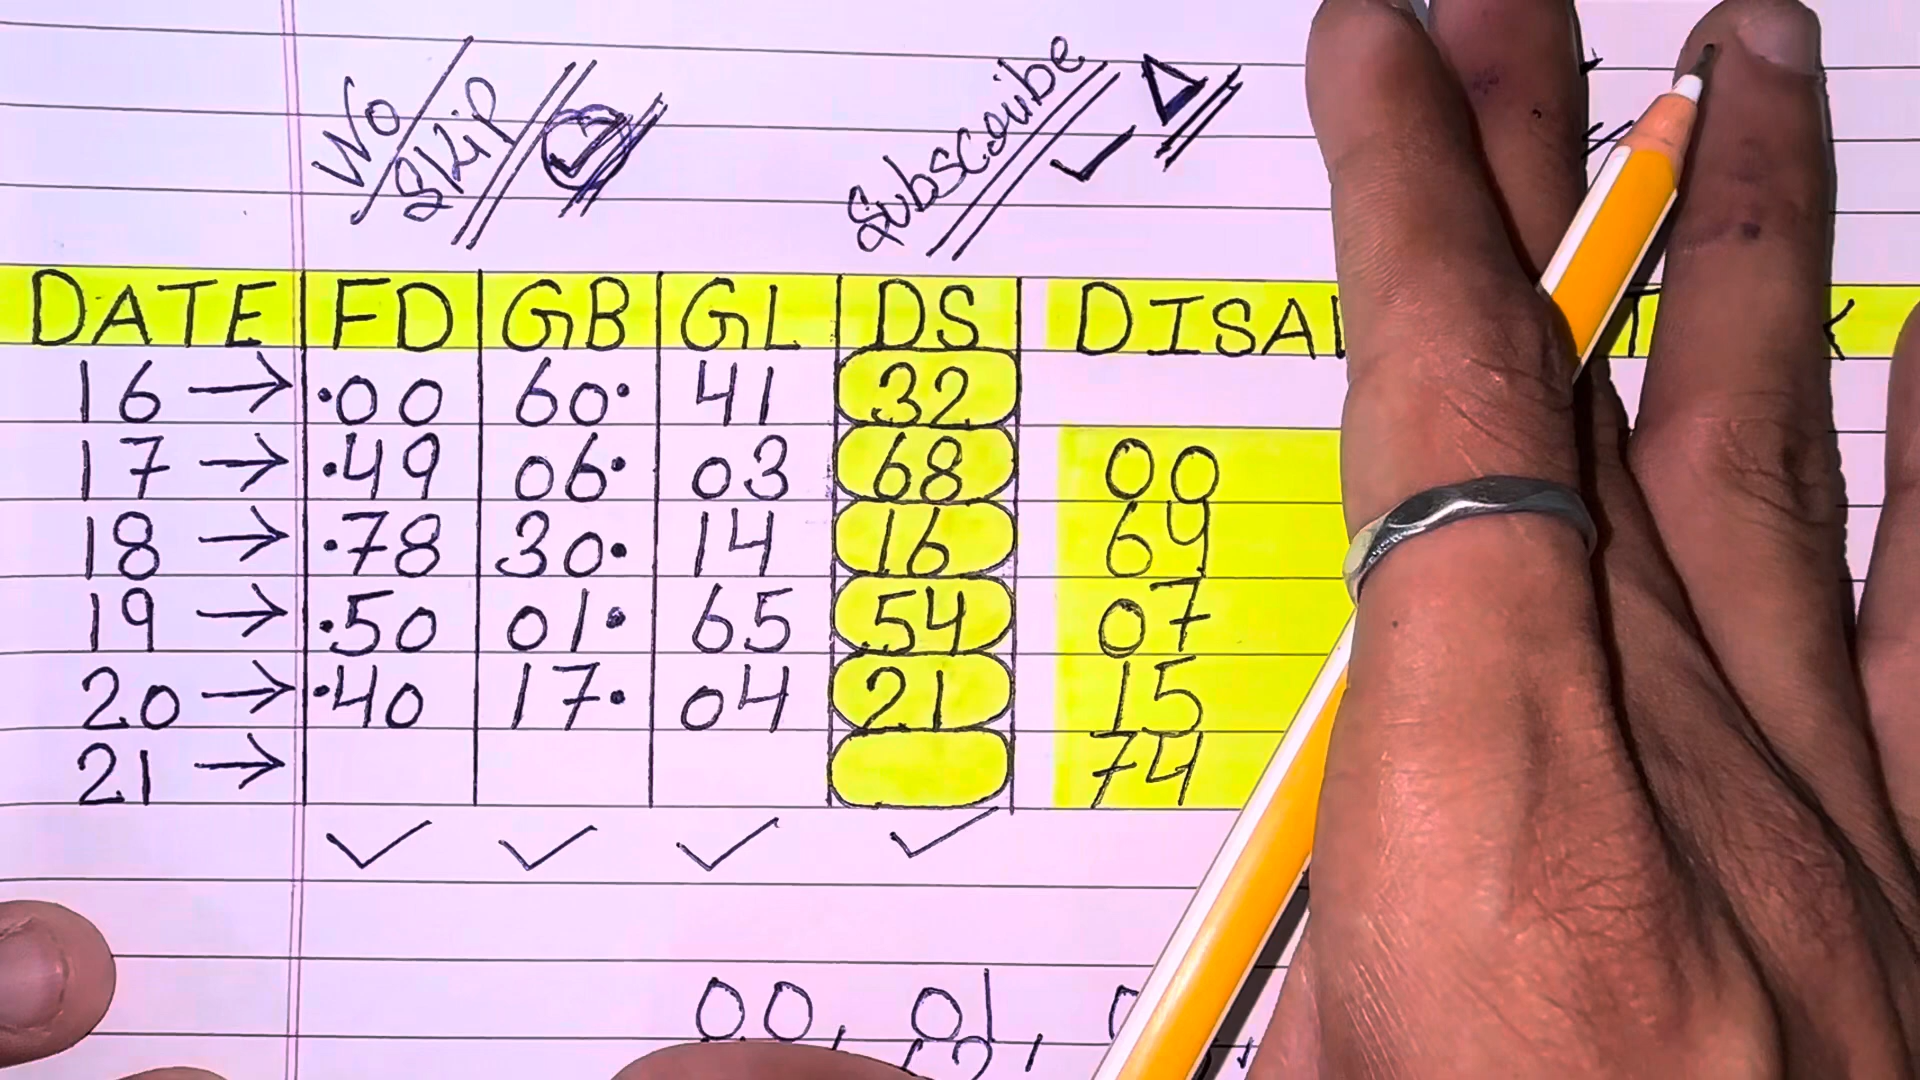 No
Skip
Subscribe
DATE FD GB GL DS DISA
16 → .00 60. 41 32
17 → .49 06. 03 68 00
18 → .78 30. 14 16 69
19 → .50 01. 65 54 07
20 → .40 17. 04 21 15
21 → 74
00, 01,